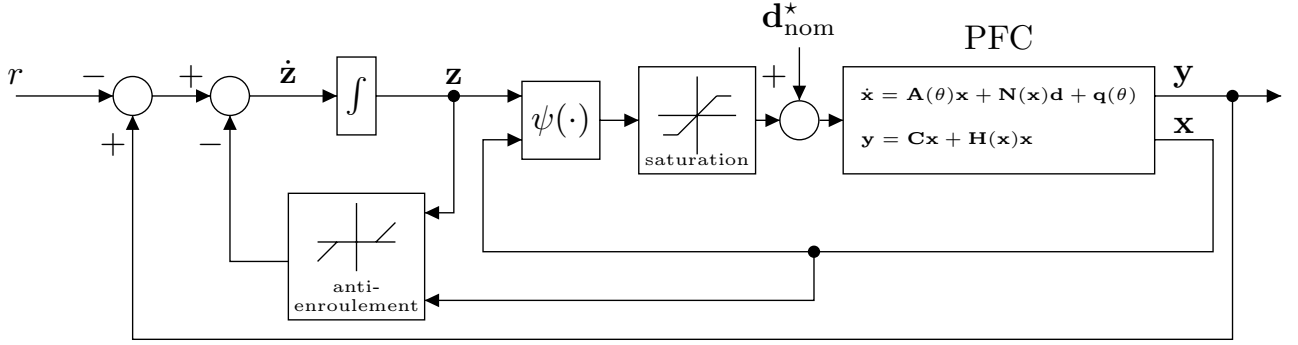 d⋆nom
PFC
r
−
+
ż
∫
z
ψ(·)
+
ẋ = A(θ)x + N(x)d + q(θ)
y = Cx + H(x)x
y
x
+
−
saturation
anti-
enroulement